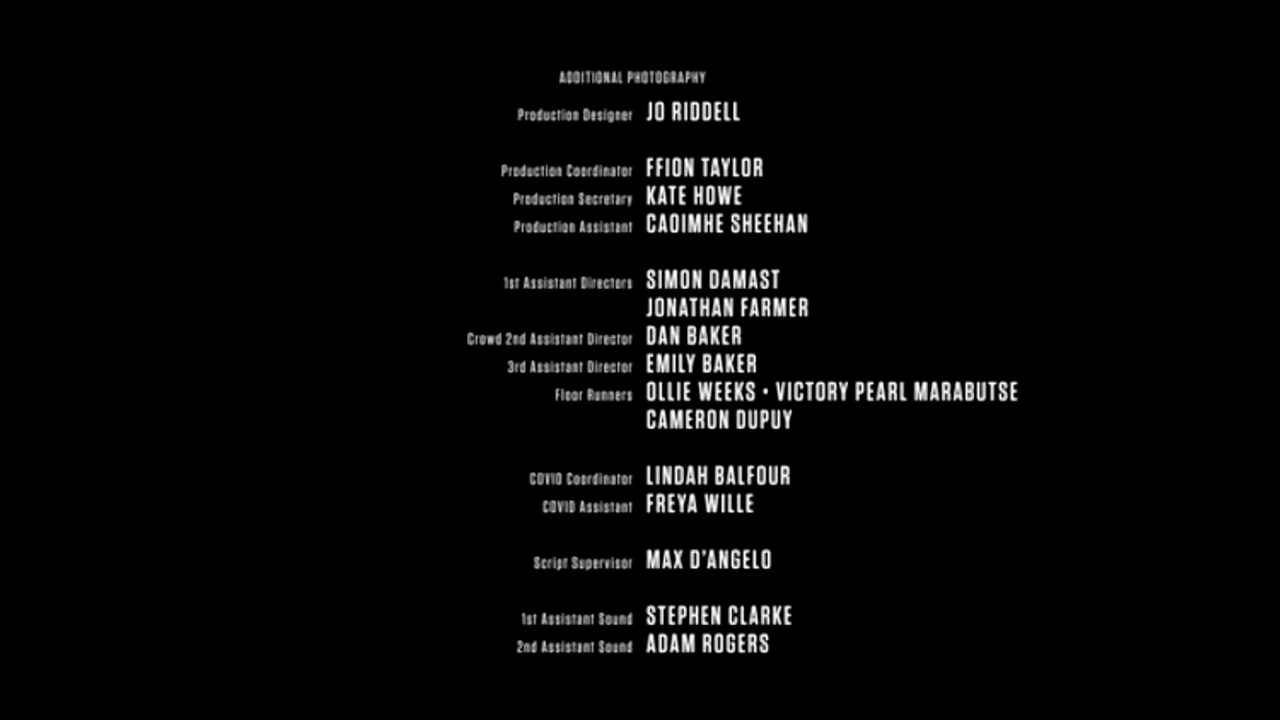 ADDITIONAL PHOTOGRAPHY
Production Designer JO RIDDELL
Production Coordinator FFION TAYLOR
Production Secretary KATE HOWE
Production Assistant CAOIMHE SHEEHAN
1st Assistant Directors SIMON DAMAST
JONATHAN FARMER
Crowd 2nd Assistant Director DAN BAKER
3rd Assistant Director EMILY BAKER
Floor Runners OLLIE WEEKS • VICTORY PEARL MARABUTSE
CAMERON DUPUY
COVID Coordinator LINDAH BALFOUR
COVID Assistant FREYA WILLE
Script Supervisor MAX D'ANGELO
1st Assistant Sound STEPHEN CLARKE
2nd Assistant Sound ADAM ROGERS